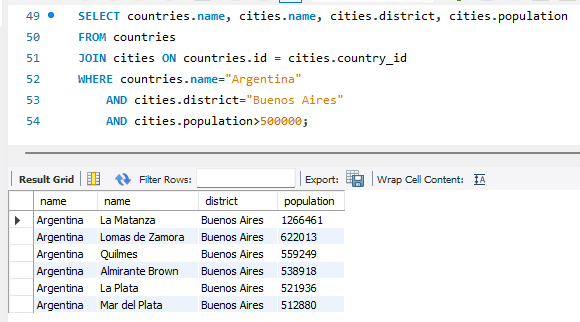 49 SELECT countries.name, cities.name, cities.district, cities.population
50 FROM countries
51 JOIN cities ON countries.id = cities.country_id
52 WHERE countries.name="Argentina"
53 AND cities.district="Buenos Aires"
54 AND cities.population>500000;
Result Grid Filter Rows: Export: Wrap Cell Content: IA
name name district population
Argentina La Matanza Buenos Aires 1266461
Argentina Lomas de Zamora Buenos Aires 622013
Argentina Quilmes Buenos Aires 559249
Argentina Almirante Brown Buenos Aires 538918
Argentina La Plata Buenos Aires 521936
Argentina Mar del Plata Buenos Aires 512880